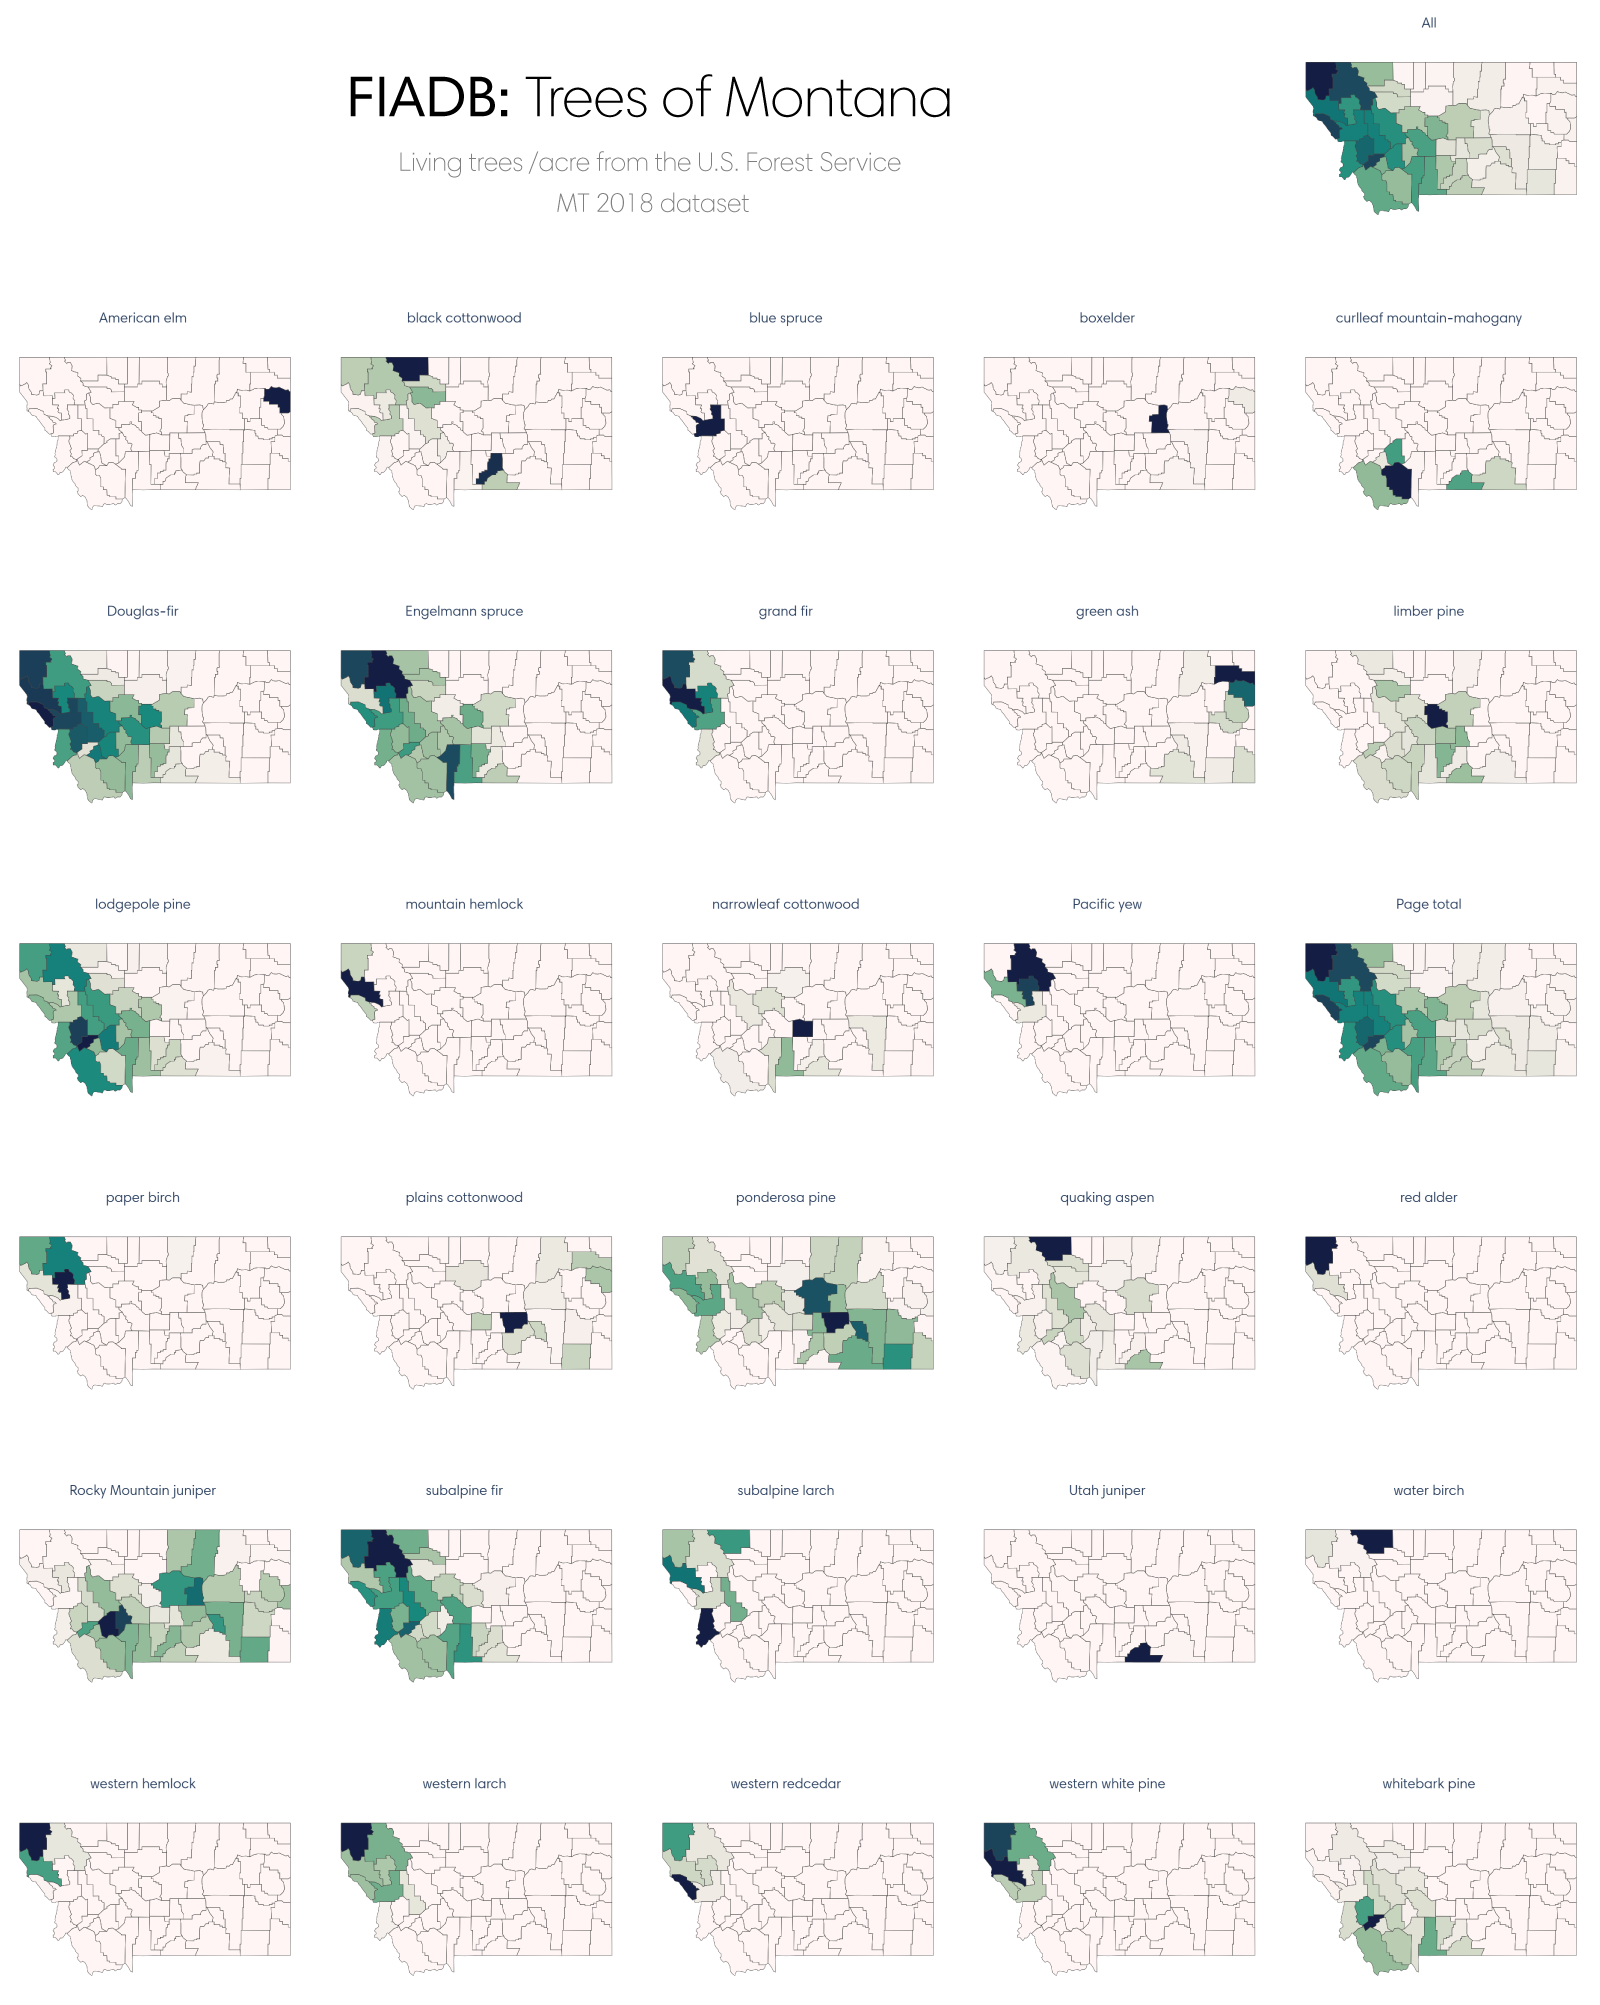 All
FIADB: Trees of Montana
Living trees /acre from the U.S. Forest Service
MT 2018 dataset
American elm
black cottonwood
blue spruce
boxelder
curlleaf mountain-mahogany
Douglas-fir
Engelmann spruce
grand fir
green ash
limber pine
lodgepole pine
mountain hemlock
narrowleaf cottonwood
Pacific yew
Page total
paper birch
plains cottonwood
ponderosa pine
quaking aspen
red alder
Rocky Mountain juniper
subalpine fir
subalpine larch
Utah juniper
water birch
western hemlock
western larch
western redcedar
western white pine
whitebark pine